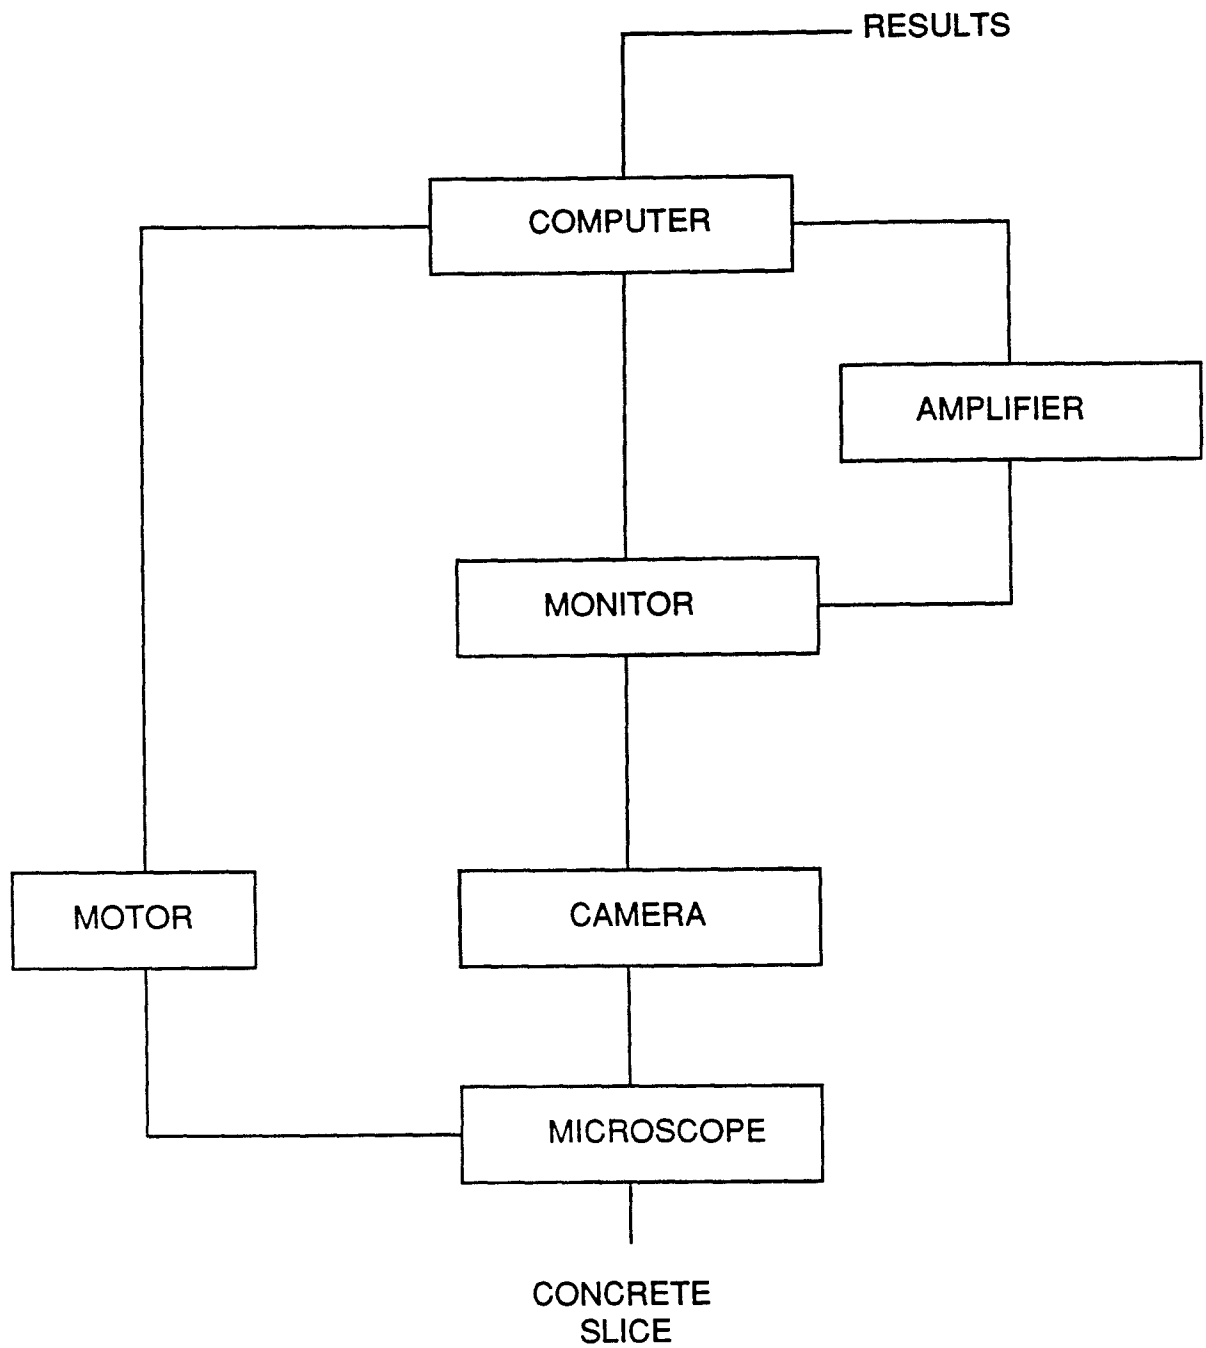 RESULTS
COMPUTER
AMPLIFIER
MONITOR
MOTOR
CAMERA
MICROSCOPE
CONCRETE
SLICE